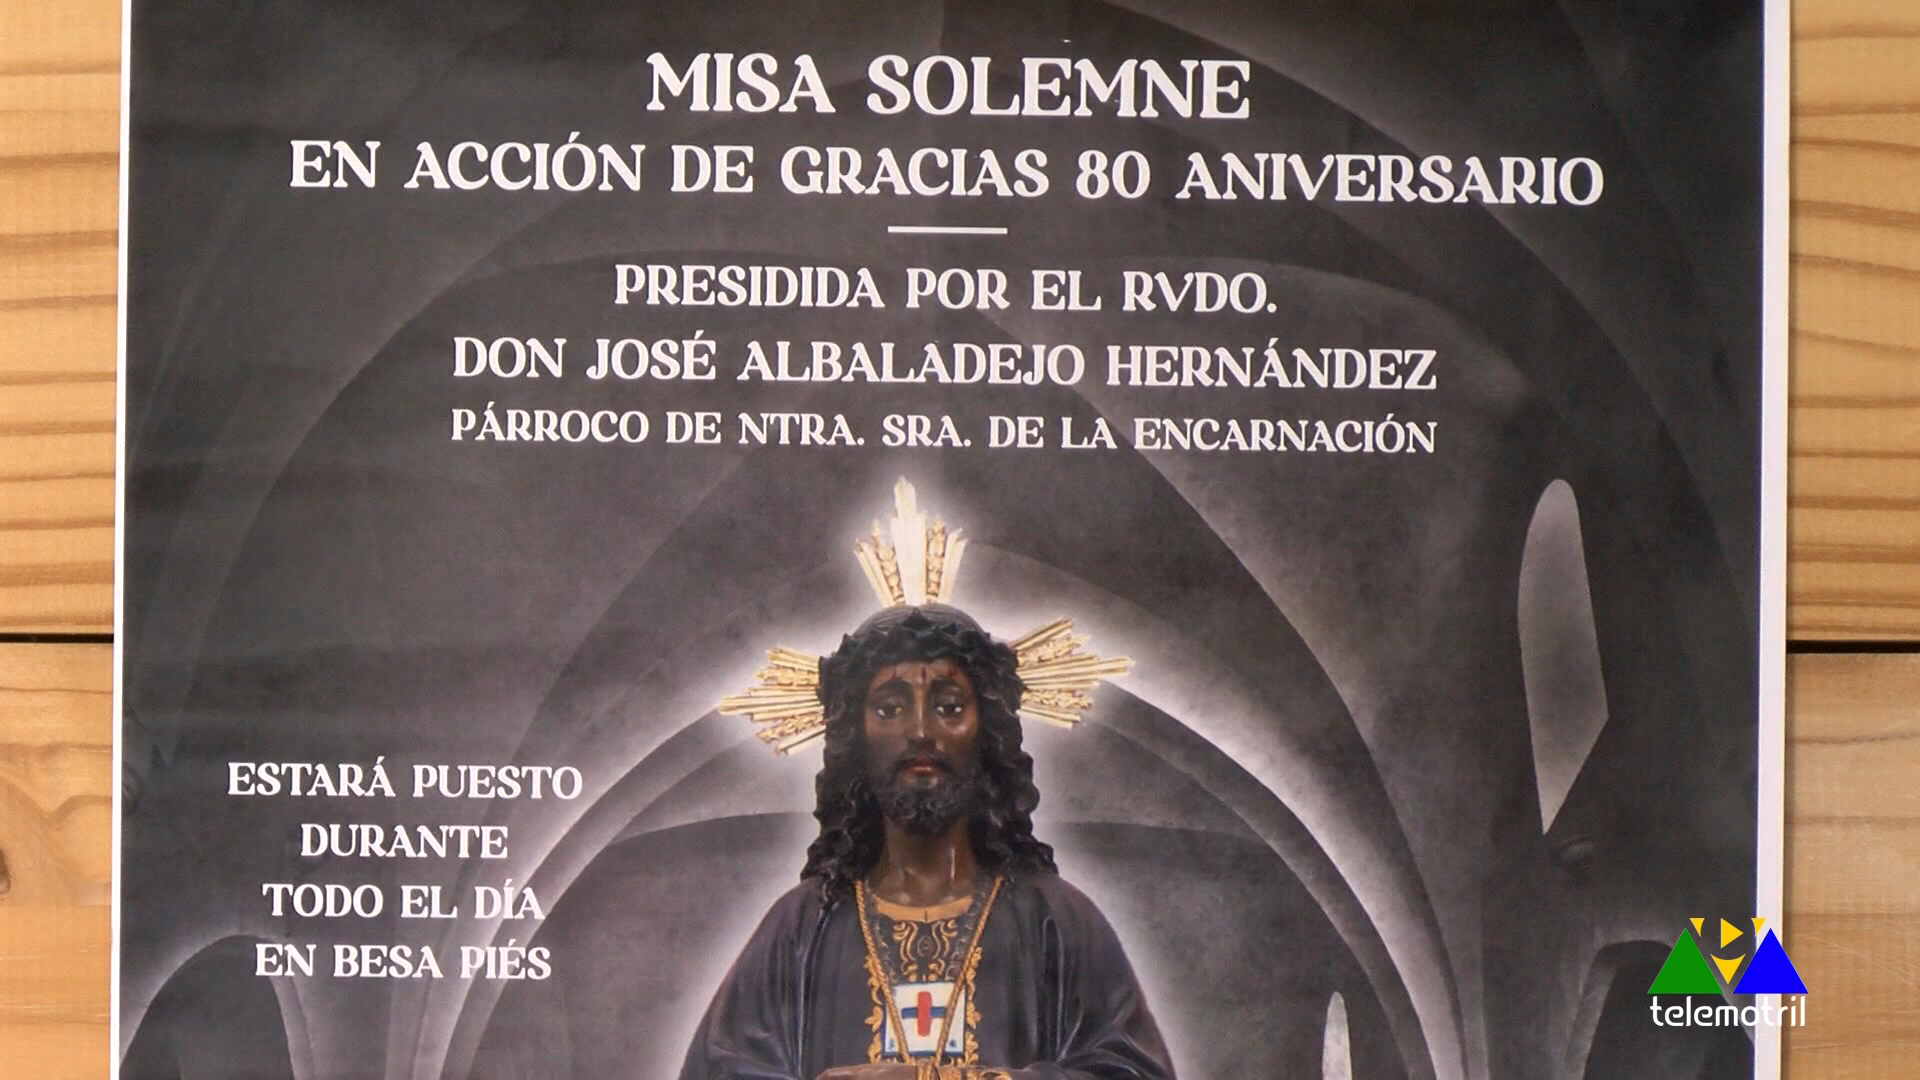 MISA SOLEMNE
EN ACCIÓN DE GRACIAS 80 ANIVERSARIO
PRESIDIDA POR EL RVDO.
DON JOSÉ ALBALADEJO HERNÁNDEZ
PÁRROCO DE NTRA. SRA. DE LA ENCARNACIÓN
ESTARÁ PUESTO
DURANTE
TODO EL DÍA
EN BESA PIÉS
telemotril